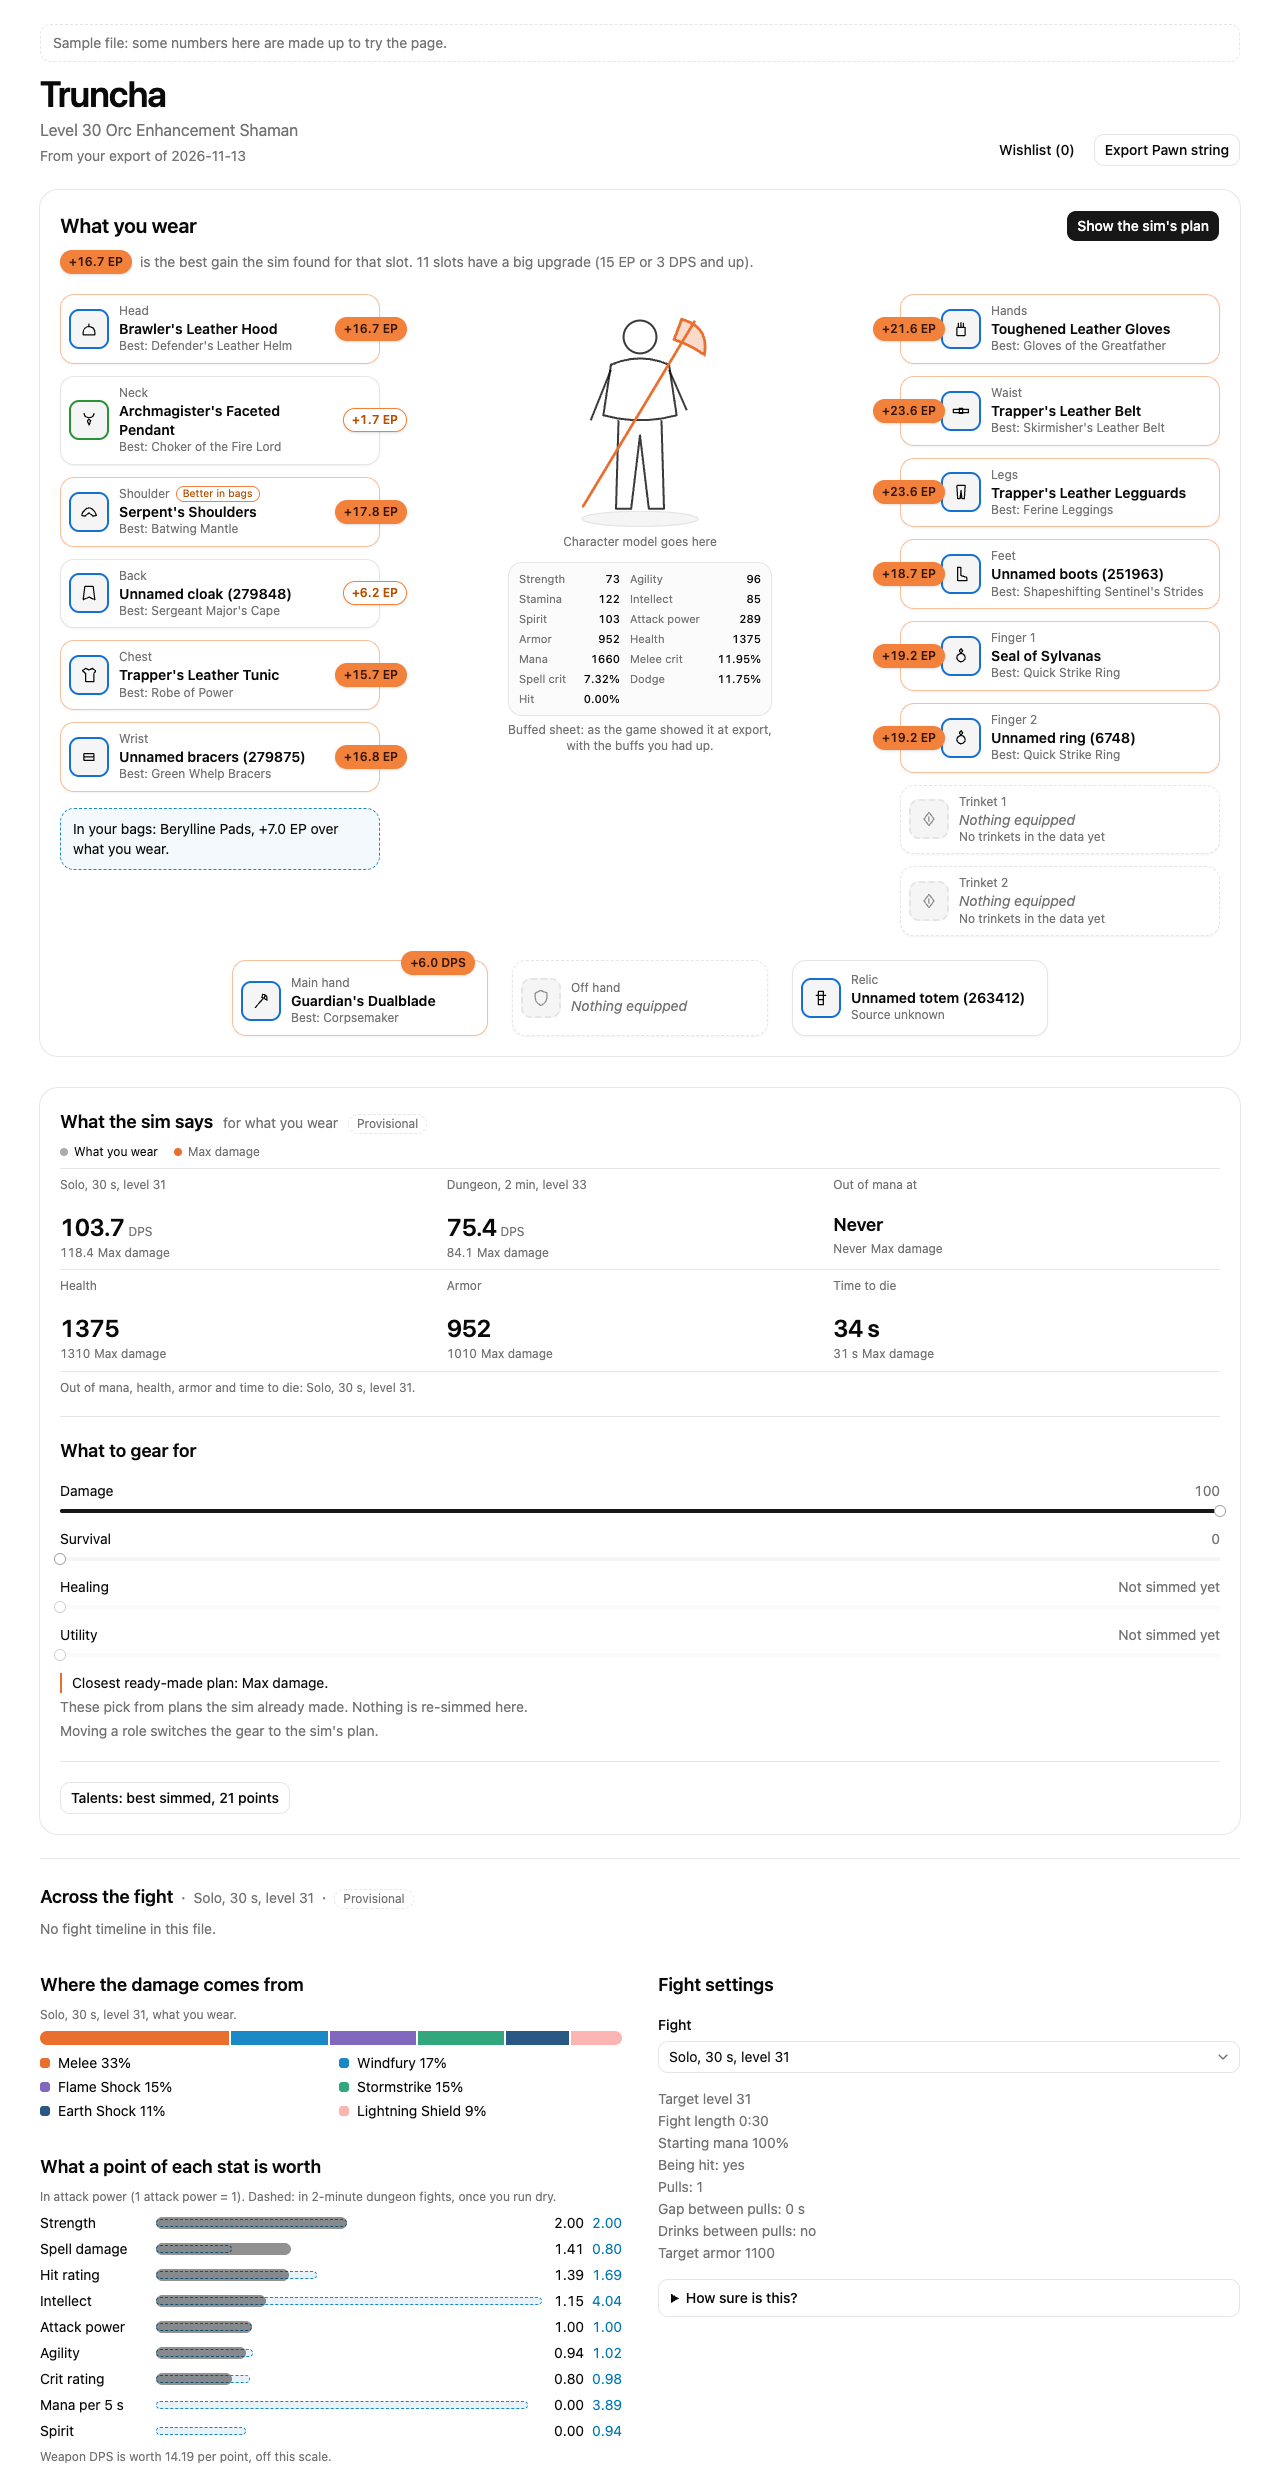 Sample file: some numbers here are made up to try the page.
Truncha
Level 30 Orc Enhancement Shaman
From your export of 2026-11-13
Wishlist (0)
Export Pawn string
What you wear
Show the sim's plan
+16.7 EP is the best gain the sim found for that slot. 11 slots have a big upgrade (15 EP or 3 DPS and up).
Head
Brawler's Leather Hood
Best: Defender's Leather Helm
+16.7 EP
Neck
Archmagister's Faceted
Pendant
Best: Choker of the Fire Lord
+1.7 EP
Shoulder Better in bags
Serpent's Shoulders
Best: Batwing Mantle
+17.8 EP
Back
Unnamed cloak (279848)
Best: Sergeant Major's Cape
+6.2 EP
Chest
Trapper's Leather Tunic
Best: Robe of Power
+15.7 EP
Wrist
Unnamed bracers (279875)
Best: Green Whelp Bracers
+16.8 EP
In your bags: Berylline Pads, +7.0 EP over
what you wear.
Character model goes here
Strength 73 Agility 96
Stamina 122 Intellect 85
Spirit 103 Attack power 289
Armor 952 Health 1375
Mana 1660 Melee crit 11.95%
Spell crit 7.32% Dodge 11.75%
Hit 0.00%
Buffed sheet: as the game showed it at export,
with the buffs you had up.
+21.6 EP
Hands
Toughened Leather Gloves
Best: Gloves of the Greatfather
+23.6 EP
Waist
Trapper's Leather Belt
Best: Skirmisher's Leather Belt
+23.6 EP
Legs
Trapper's Leather Legguards
Best: Ferine Leggings
+18.7 EP
Feet
Unnamed boots (251963)
Best: Shapeshifting Sentinel's Strides
+19.2 EP
Finger 1
Seal of Sylvanas
Best: Quick Strike Ring
+19.2 EP
Finger 2
Unnamed ring (6748)
Best: Quick Strike Ring
Trinket 1
Nothing equipped
No trinkets in the data yet
Trinket 2
Nothing equipped
No trinkets in the data yet
+6.0 DPS
Main hand
Guardian's Dualblade
Best: Corpsemaker
Off hand
Nothing equipped
Relic
Unnamed totem (263412)
Source unknown
What the sim says for what you wear Provisional
What you wear Max damage
Solo, 30 s, level 31
103.7 DPS
118.4 Max damage
Dungeon, 2 min, level 33
75.4 DPS
84.1 Max damage
Out of mana at
Never
Never Max damage
Health
1375
1310 Max damage
Armor
952
1010 Max damage
Time to die
34 s
31 s Max damage
Out of mana, health, armor and time to die: Solo, 30 s, level 31.
What to gear for
Damage 100
Survival 0
Healing Not simmed yet
Utility Not simmed yet
Closest ready-made plan: Max damage.
These pick from plans the sim already made. Nothing is re-simmed here.
Moving a role switches the gear to the sim's plan.
Talents: best simmed, 21 points
Across the fight · Solo, 30 s, level 31 · Provisional
No fight timeline in this file.
Where the damage comes from
Solo, 30 s, level 31, what you wear.
Melee 33% Windfury 17%
Flame Shock 15% Stormstrike 15%
Earth Shock 11% Lightning Shield 9%
What a point of each stat is worth
In attack power (1 attack power = 1). Dashed: in 2-minute dungeon fights, once you run dry.
Strength 2.00 2.00
Spell damage 1.41 0.80
Hit rating 1.39 1.69
Intellect 1.15 4.04
Attack power 1.00 1.00
Agility 0.94 1.02
Crit rating 0.80 0.98
Mana per 5 s 0.00 3.89
Spirit 0.00 0.94
Weapon DPS is worth 14.19 per point, off this scale.
Fight settings
Fight
Solo, 30 s, level 31
Target level 31
Fight length 0:30
Starting mana 100%
Being hit: yes
Pulls: 1
Gap between pulls: 0 s
Drinks between pulls: no
Target armor 1100
How sure is this?